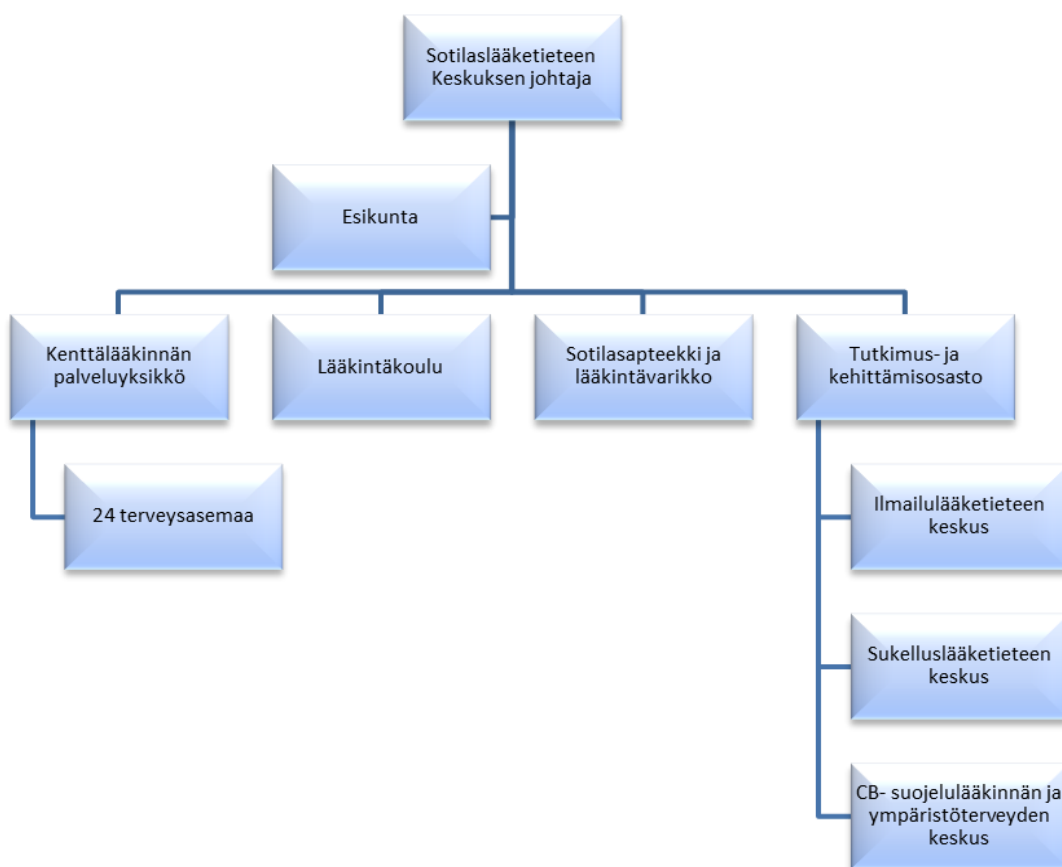 Sotilaslääketieteen
Keskuksen johtaja
Esikunta
Kenttälääkinnän
palveluyksikkö
Lääkintäkoulu
Sotilasapteekki ja
lääkintävarikko
Tutkimus- ja
kehittämisosasto
24 terveysasemaa
Ilmailulääketieteen
keskus
Sukelluslääketieteen
keskus
CB- suojelulääkinnän ja
ympäristöterveyden
keskus